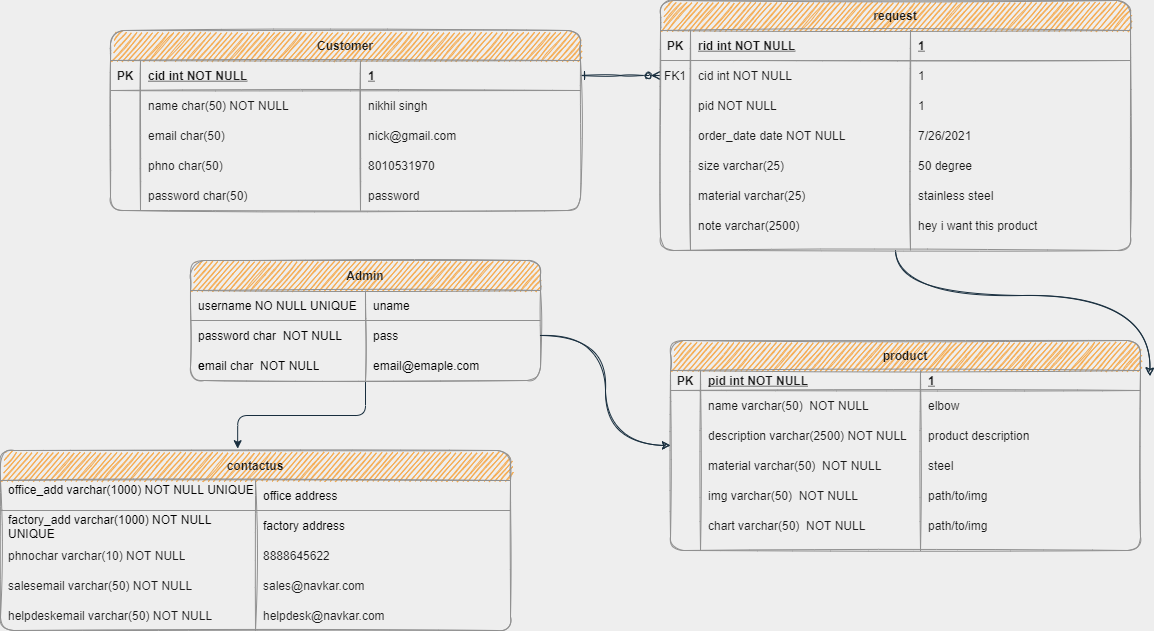 Customer
PK cid int NOT NULL 1
name char(50) NOT NULL nikhil singh
email char(50) nick@gmail.com
phno char(50) 8010531970
password char(50) password
request
PK rid int NOT NULL 1
FK1 cid int NOT NULL 1
pid NOT NULL 1
order_date date NOT NULL 7/26/2021
size varchar(25) 50 degree
material varchar(25) stainless steel
note varchar(2500) hey i want this product
Admin
username NO NULL UNIQUE uname
password char  NOT NULL pass
email char  NOT NULL email@emaple.com
product
PK pid int NOT NULL 1
name varchar(50)  NOT NULL elbow
description varchar(2500) NOT NULL product description
material varchar(50)  NOT NULL steel
img varchar(50)  NOT NULL path/to/img
chart varchar(50)  NOT NULL path/to/img
contactus
office_add varchar(1000) NOT NULL UNIQUE office address
factory_add varchar(1000) NOT NULL
UNIQUE factory address
phnochar varchar(10) NOT NULL 8888645622
salesemail varchar(50) NOT NULL sales@navkar.com
helpdeskemail varchar(50) NOT NULL helpdesk@navkar.com